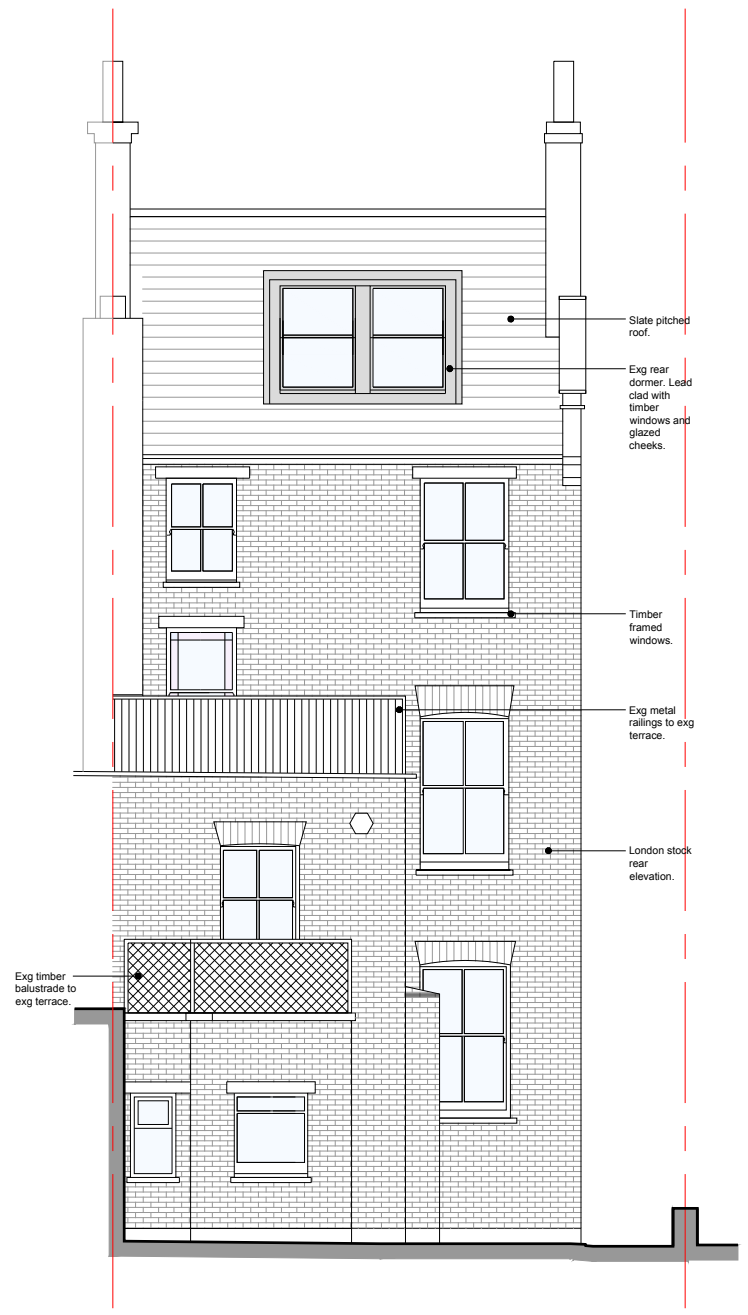 Slate pitched
roof.
Exg rear
dormer. Lead
clad with
timber
windows and
glazed
cheeks.
Timber
framed
windows.
Exg metal
railings to exg
terrace.
London stock
rear
elevation.
Exg timber
balustrade to
exg terrace.